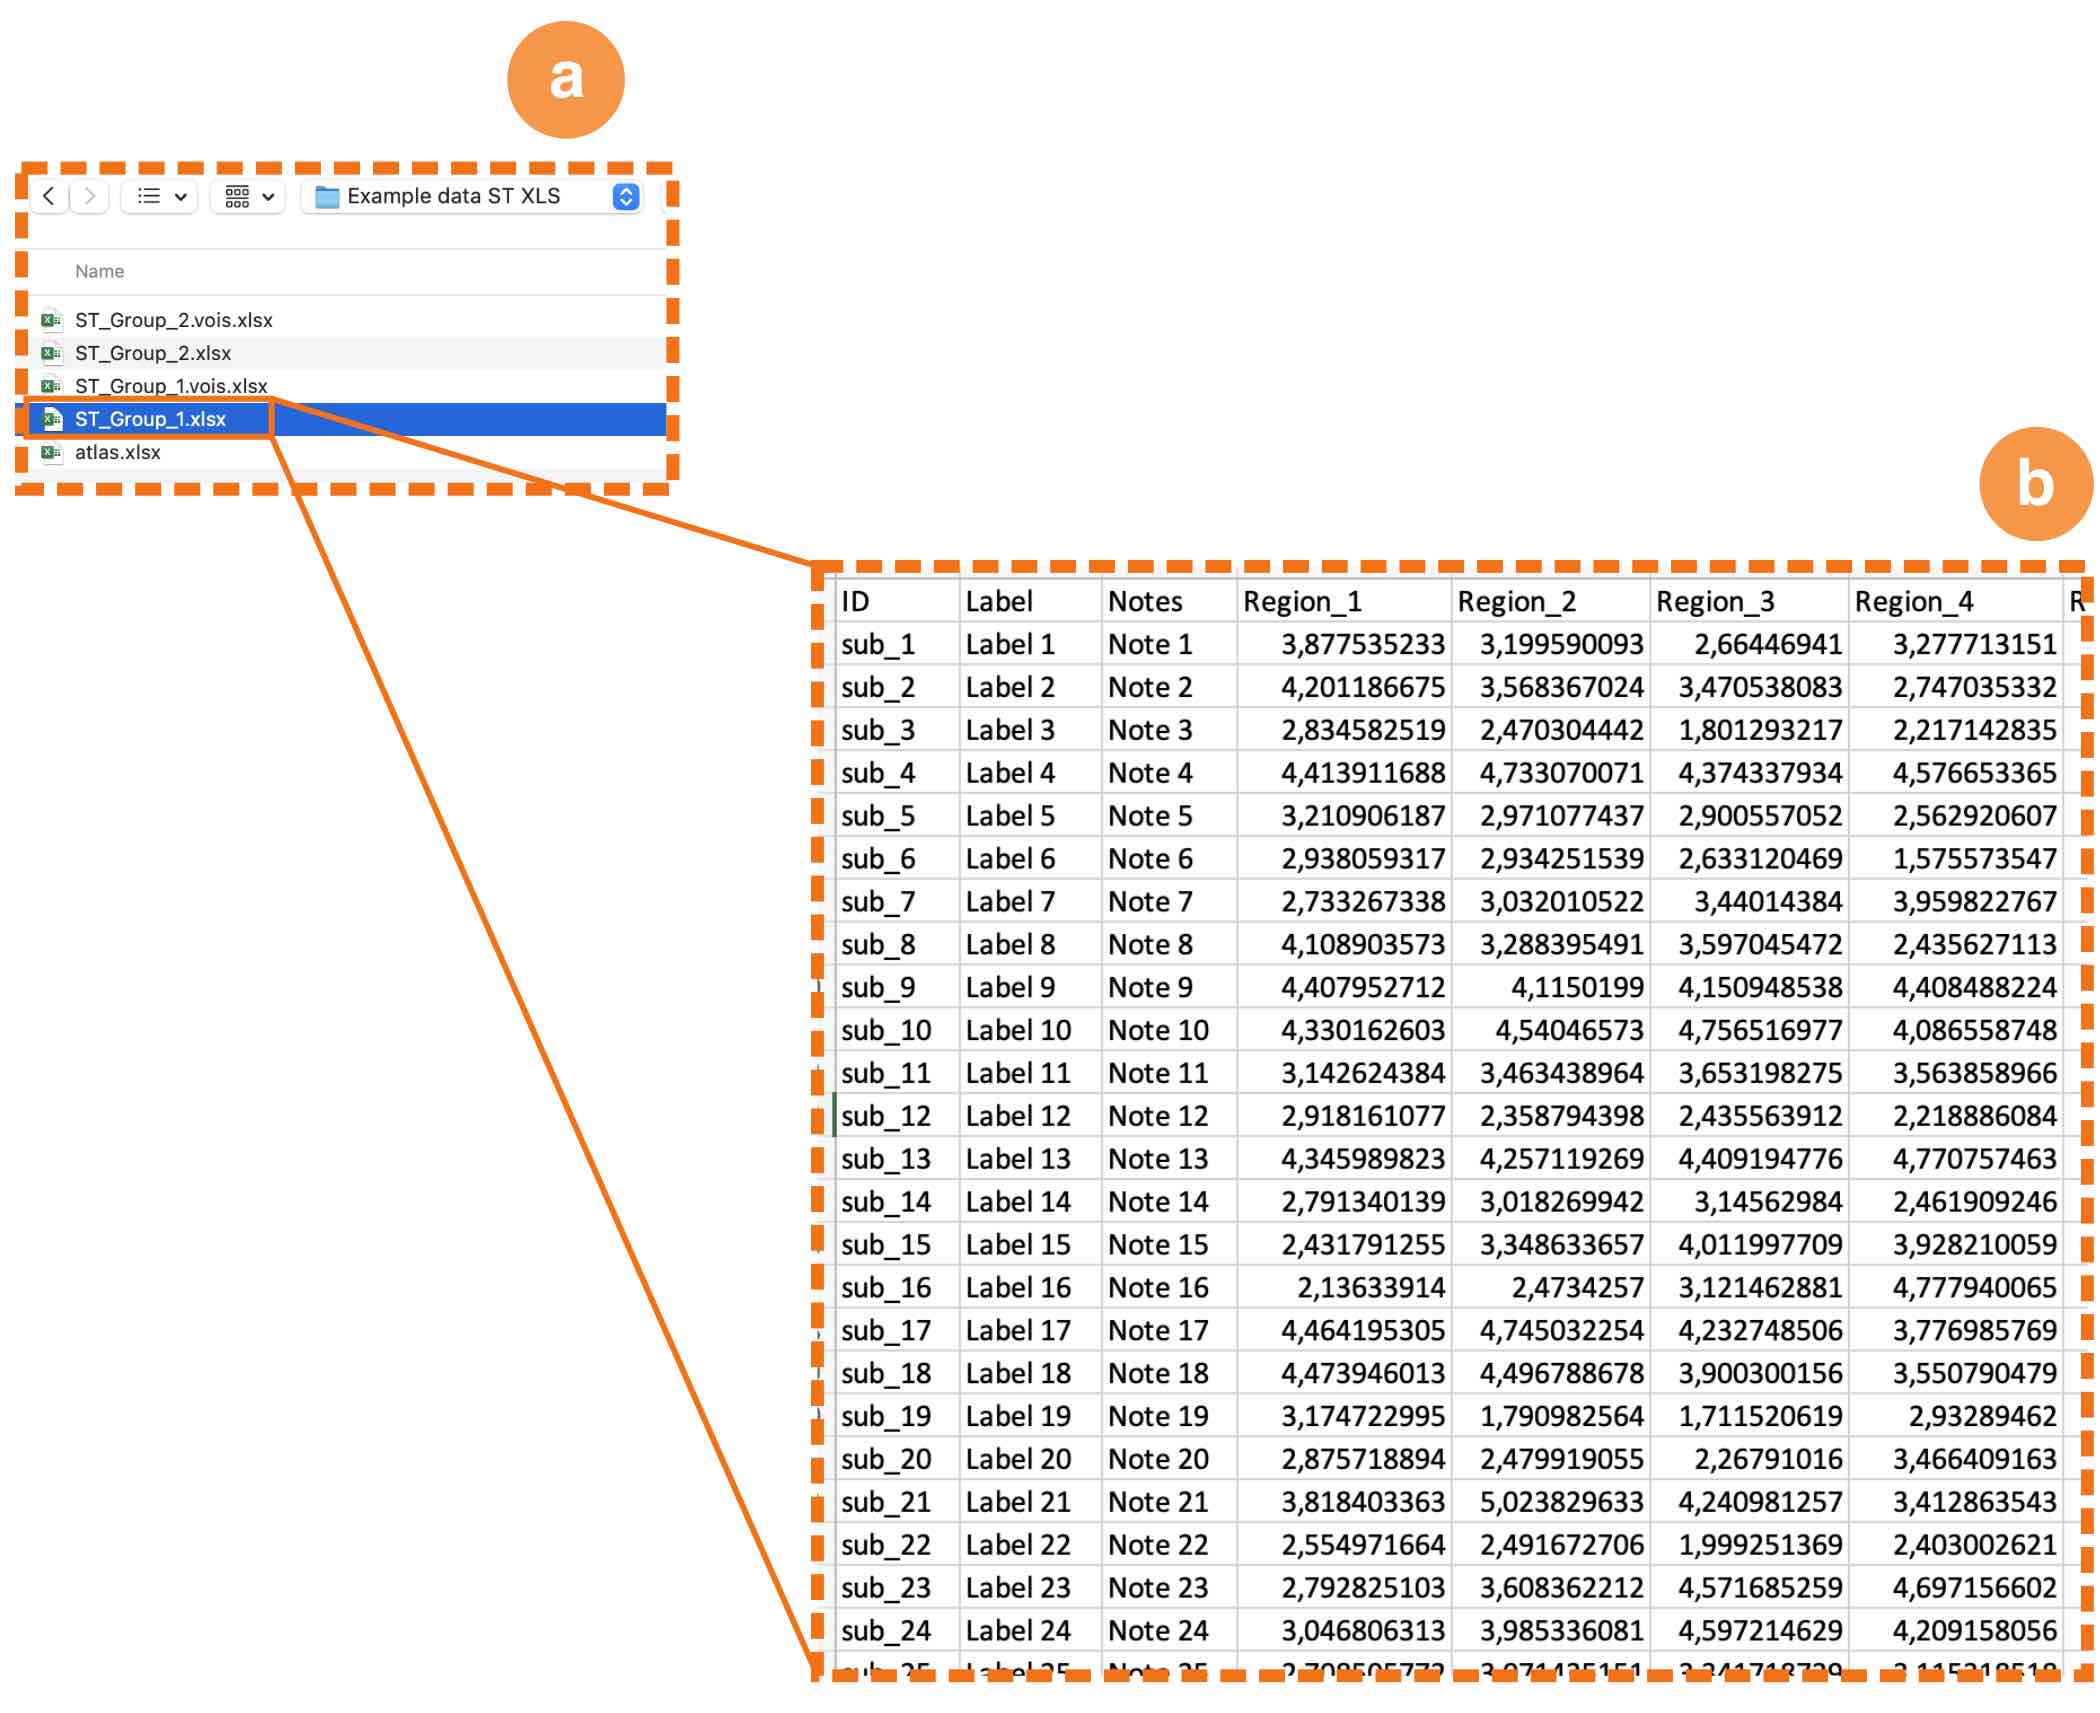 a
Example data ST XLS
Name
ST_Group_2.vois.xlsx
ST_Group_2.xlsx
ST_Group_1.vois.xlsx
ST_Group_1.xlsx
atlas.xlsx
b
ID Label Notes Region_1 Region_2 Region_3 Region_4 R
sub_1 Label 1 Note 1 3,877535233 3,199590093 2,66446941 3,277713151
sub_2 Label 2 Note 2 4,201186675 3,568367024 3,470538083 2,747035332
sub_3 Label 3 Note 3 2,834582519 2,470304442 1,801293217 2,217142835
sub_4 Label 4 Note 4 4,413911688 4,733070071 4,374337934 4,576653365
sub_5 Label 5 Note 5 3,210906187 2,971077437 2,900557052 2,562920607
sub_6 Label 6 Note 6 2,938059317 2,934251539 2,633120469 1,575573547
sub_7 Label 7 Note 7 2,733267338 3,032010522 3,44014384 3,959822767
sub_8 Label 8 Note 8 4,108903573 3,288395491 3,597045472 2,435627113
sub_9 Label 9 Note 9 4,407952712 4,1150199 4,150948538 4,408488224
sub_10 Label 10 Note 10 4,330162603 4,54046573 4,756516977 4,086558748
sub_11 Label 11 Note 11 3,142624384 3,463438964 3,653198275 3,563858966
sub_12 Label 12 Note 12 2,918161077 2,358794398 2,435563912 2,218886084
sub_13 Label 13 Note 13 4,345989823 4,257119269 4,409194776 4,770757463
sub_14 Label 14 Note 14 2,791340139 3,018269942 3,14562984 2,461909246
sub_15 Label 15 Note 15 2,431791255 3,348633657 4,011997709 3,928210059
sub_16 Label 16 Note 16 2,13633914 2,4734257 3,121462881 4,777940065
sub_17 Label 17 Note 17 4,464195305 4,745032254 4,232748506 3,776985769
sub_18 Label 18 Note 18 4,473946013 4,496788678 3,900300156 3,550790479
sub_19 Label 19 Note 19 3,174722995 1,790982564 1,711520619 2,93289462
sub_20 Label 20 Note 20 2,875718894 2,479919055 2,26791016 3,466409163
sub_21 Label 21 Note 21 3,818403363 5,023829633 4,240981257 3,412863543
sub_22 Label 22 Note 22 2,554971664 2,491672706 1,999251369 2,403002621
sub_23 Label 23 Note 23 2,792825103 3,608362212 4,571685259 4,697156602
sub_24 Label 24 Note 24 3,046806313 3,985336081 4,597214629 4,209158056
sub_25 Label 25 Note 25